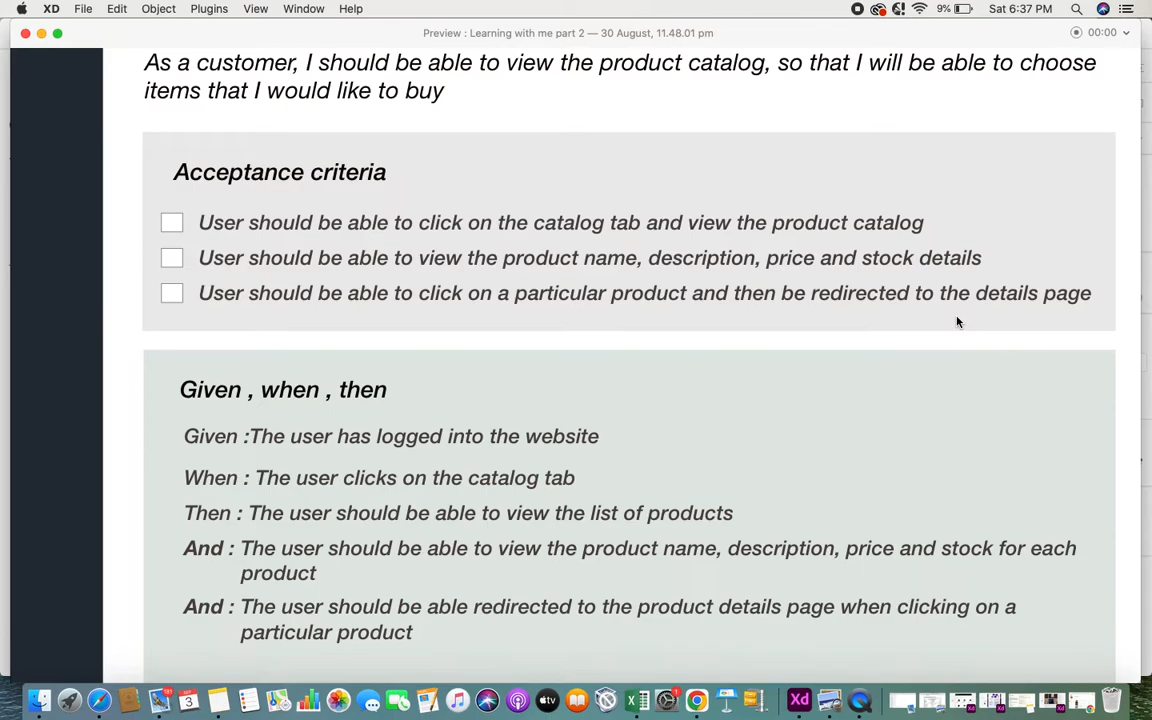 XD File Edit Object Plugins View Window Help 9% Sat 6:37 PM
Preview : Learning with me part 2 — 30 August, 11.48.01 pm 00:00
As a customer, I should be able to view the product catalog, so that I will be able to choose
items that I would like to buy
Acceptance criteria
User should be able to click on the catalog tab and view the product catalog
User should be able to view the product name, description, price and stock details
User should be able to click on a particular product and then be redirected to the details page
Given , when , then
Given :The user has logged into the website
When : The user clicks on the catalog tab
Then : The user should be able to view the list of products
And : The user should be able to view the product name, description, price and stock for each
product
And : The user should be able redirected to the product details page when clicking on a
particular product